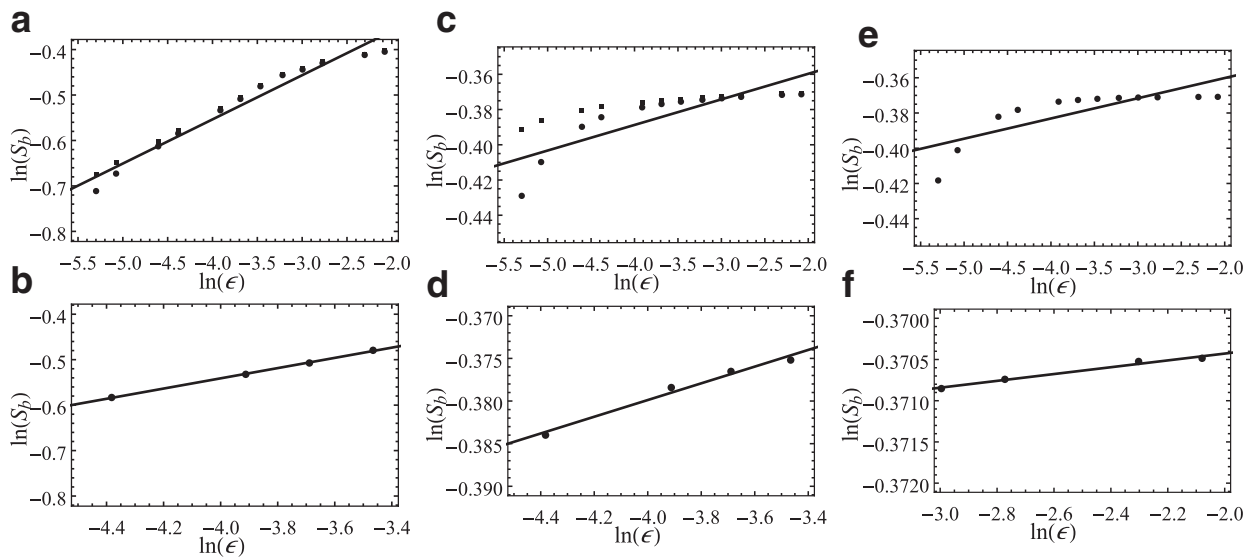 a
−0.4
−0.5
−0.6
−0.7
−0.8
ln(S_b)
−5.5 −5.0 −4.5 −4.0 −3.5 −3.0 −2.5 −2.0
ln(ϵ)
c
−0.36
−0.38
−0.40
−0.42
−0.44
ln(S_b)
−5.5 −5.0 −4.5 −4.0 −3.5 −3.0 −2.5 −2.0
ln(ϵ)
e
−0.36
−0.38
−0.40
−0.42
−0.44
ln(S_b)
−5.5 −5.0 −4.5 −4.0 −3.5 −3.0 −2.5 −2.0
ln(ϵ)
b
−0.4
−0.5
−0.6
−0.7
−0.8
ln(S_b)
−4.4 −4.2 −4.0 −3.8 −3.6 −3.4
ln(ϵ)
d
−0.370
−0.375
−0.380
−0.385
−0.390
ln(S_b)
−4.4 −4.2 −4.0 −3.8 −3.6 −3.4
ln(ϵ)
f
−0.3700
−0.3705
−0.3710
−0.3715
−0.3720
ln(S_b)
−3.0 −2.8 −2.6 −2.4 −2.2 −2.0
ln(ϵ)